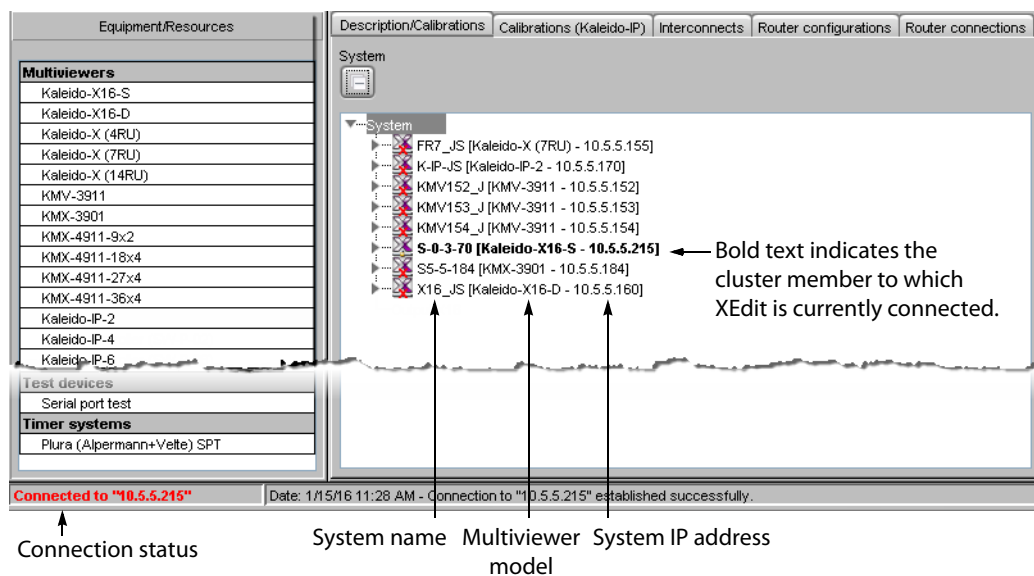 Equipment/Resources
Multiviewers
Kaleido-X16-S
Kaleido-X16-D
Kaleido-X (4RU)
Kaleido-X (7RU)
Kaleido-X (14RU)
KMV-3911
KMX-3901
KMX-4911-9x2
KMX-4911-18x4
KMX-4911-27x4
KMX-4911-36x4
Kaleido-IP-2
Kaleido-IP-4
Kaleido-IP-6
Test devices
Serial port test
Timer systems
Plura (Alpermann+Velte) SPT
Description/Calibrations Calibrations (Kaleido-IP) Interconnects Router configurations Router connections
System
System
FR7_JS [Kaleido-X (7RU) - 10.5.5.155]
K-IP-JS [Kaleido-IP-2 - 10.5.5.170]
KMV152_J [KMV-3911 - 10.5.5.152]
KMV153_J [KMV-3911 - 10.5.5.153]
KMV154_J [KMV-3911 - 10.5.5.154]
S-0-3-70 [Kaleido-X16-S - 10.5.5.215]
S5-5-184 [KMX-3901 - 10.5.5.184]
X16_JS [Kaleido-X16-D - 10.5.5.160]
Bold text indicates the
cluster member to which
XEdit is currently connected.
Connected to "10.5.5.215"
Date: 1/15/16 11:28 AM - Connection to "10.5.5.215" established successfully.
Connection status
System name
Multiviewer
model
System IP address